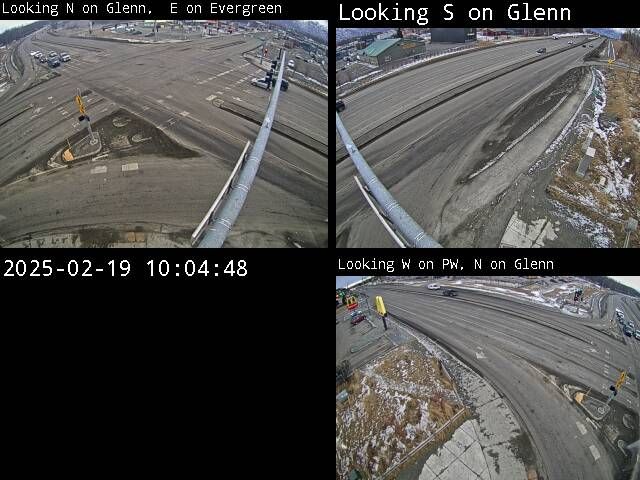 Looking N on Glenn, E on Evergreen
Looking S on Glenn
2025-02-19 10:04:48
Looking W on PW, N on Glenn